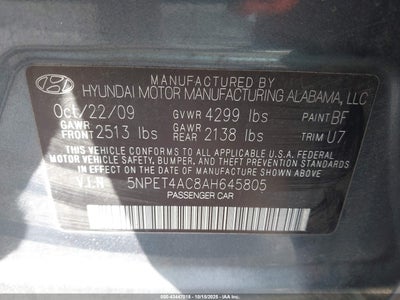 MANUFACTURED BY
HYUNDAI MOTOR MANUFACTURING ALABAMA, LLC
Oct/22/09 GVWR 4299 lbs PAINT BF
GAWR FRONT 2513 lbs GAWR REAR 2138 lbs TRIM U7
THIS VEHICLE CONFORMS TO ALL APPLICABLE U.S.A. FEDERAL
MOTOR VEHICLE SAFETY, BUMPER, AND THEFT PREVENTION
STANDARDS IN EFFECT ON THE DATE OF MANUFACTURE SHOWN ABOVE.
V.I.N 5NPET4AC8AH645805
PASSENGER CAR